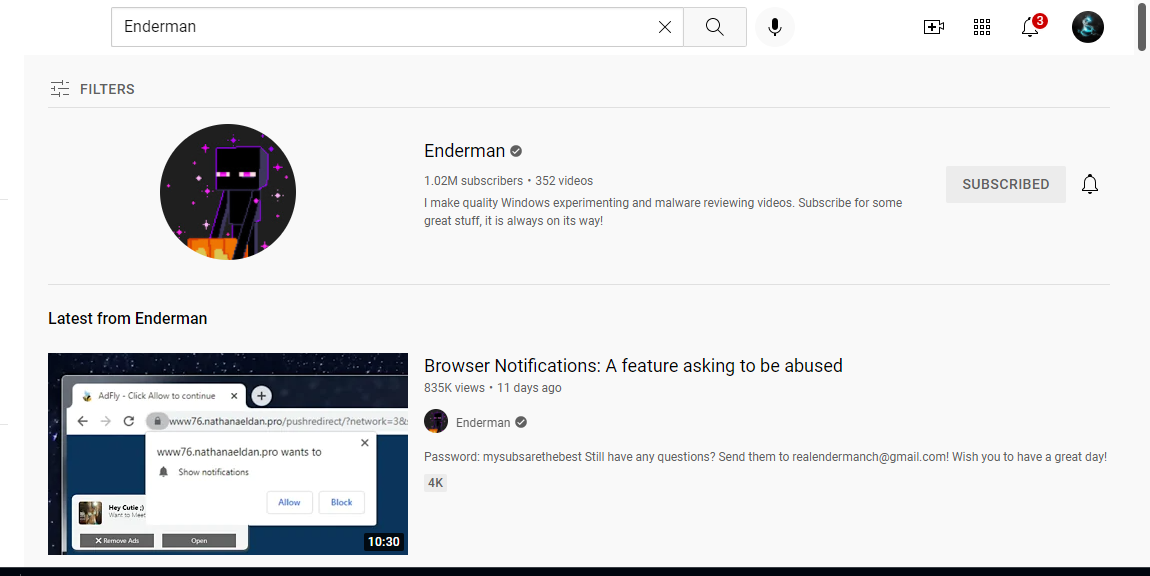 Enderman
3
FILTERS
Enderman
1.02M subscribers • 352 videos
SUBSCRIBED
I make quality Windows experimenting and malware reviewing videos. Subscribe for some
great stuff, it is always on its way!
Latest from Enderman
Browser Notifications: A feature asking to be abused
835K views • 11 days ago
Enderman
Password: mysubsarethebest Still have any questions? Send them to realendermanch@gmail.com! Wish you to have a great day!
4K
AdFly - Click Allow to continue
www76.nathanaeldan.pro/pushredirect/?network=3&
www76.nathanaeldan.pro wants to
Show notifications
Allow Block
Hey Cutie ;)
Want to Meet
Remove Ads Open
10:30